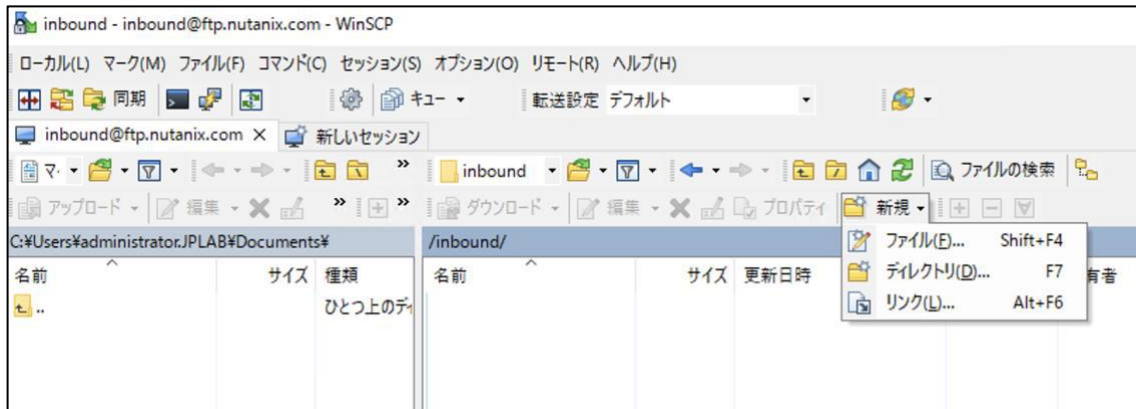 inbound - inbound@ftp.nutanix.com - WinSCP
ローカル(L) マーク(M) ファイル(F) コマンド(C) セッション(S) オプション(O) リモート(R) ヘルプ(H)
同期 キュー 転送設定 デフォルト
inbound@ftp.nutanix.com × 新しいセッション
マ inbound ファイルの検索
アップロード 編集 » » ダウンロード 編集 プロパティ 新規
C:¥Users¥administrator.JPLAB¥Documents¥ /inbound/ ファイル(F)... Shift+F4
名前 サイズ 種類 名前 サイズ 更新日時 ディレクトリ(D)... F7 有者
.. ひとつ上のディ リンク(L)... Alt+F6